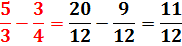 5/3 − 3/4 = 20/12 − 9/12 = 11/12